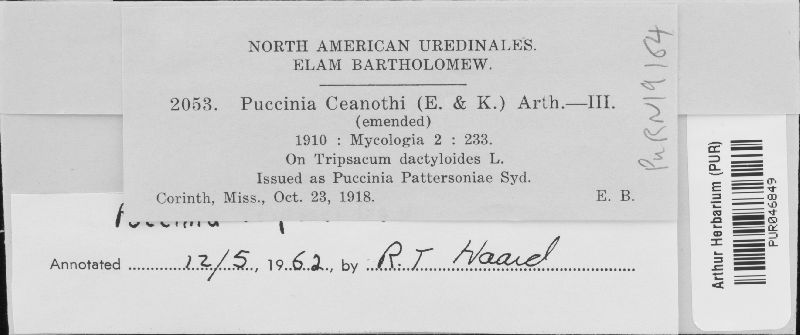 NORTH AMERICAN UREDINALES.
ELAM BARTHOLOMEW.
2053. Puccinia Ceanothi (E. & K.) Arth.—III.
(emended)
1910 : Mycologia 2 : 233.
On Tripsacum dactyloides L.
Issued as Puccinia Pattersoniae Syd.
Corinth, Miss., Oct. 23, 1918. E. B.
PURN19164
Puccinia
Annotated 12/5, 1962, by R. T Haard
Arthur Herbarium (PUR)
PUR046849